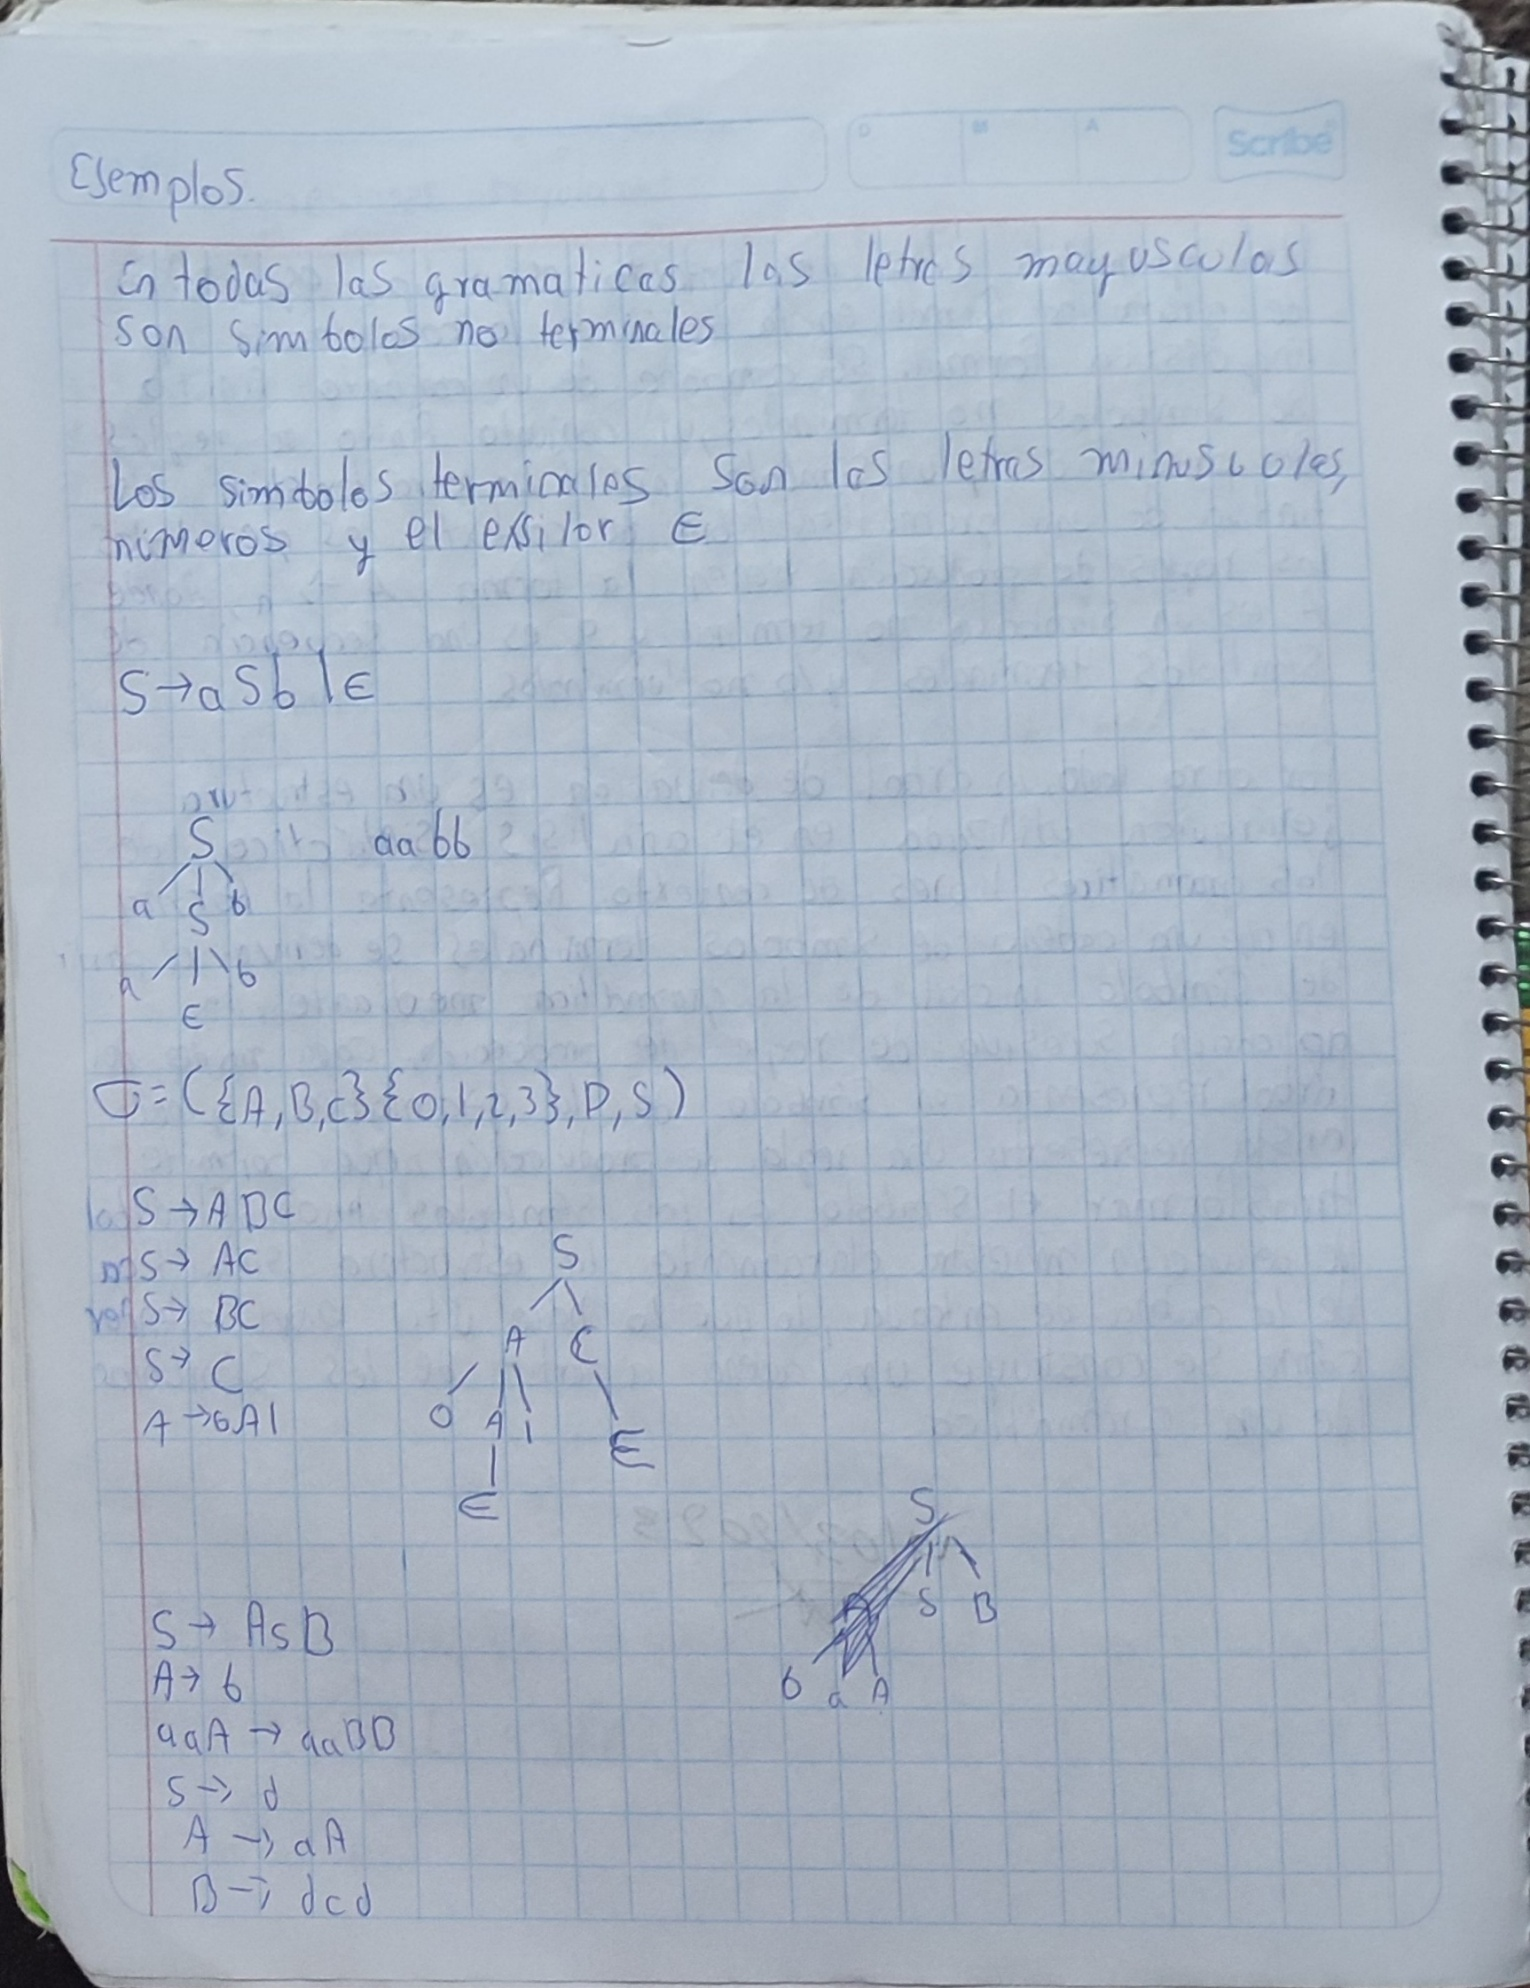 D M A
Scribe
Ejemplos.
En todas las gramaticas las letras mayusculas
son simbolos no terminales
Los simbolos terminales son las letras minusculas,
numeros y el
ϵ
S→aSb|ϵ
S aabb
a S b
a b
ϵ
G=({A,B,C}{0,1,2,3},P,S)
S→ABC
S→AC
S→BC
S→C
A→0A1
S
A C
0 A 1
ϵ
ϵ
S
S B
b a A
S→ASB
A→b
aaA→aaBB
S→d
A→aA
B→dcd